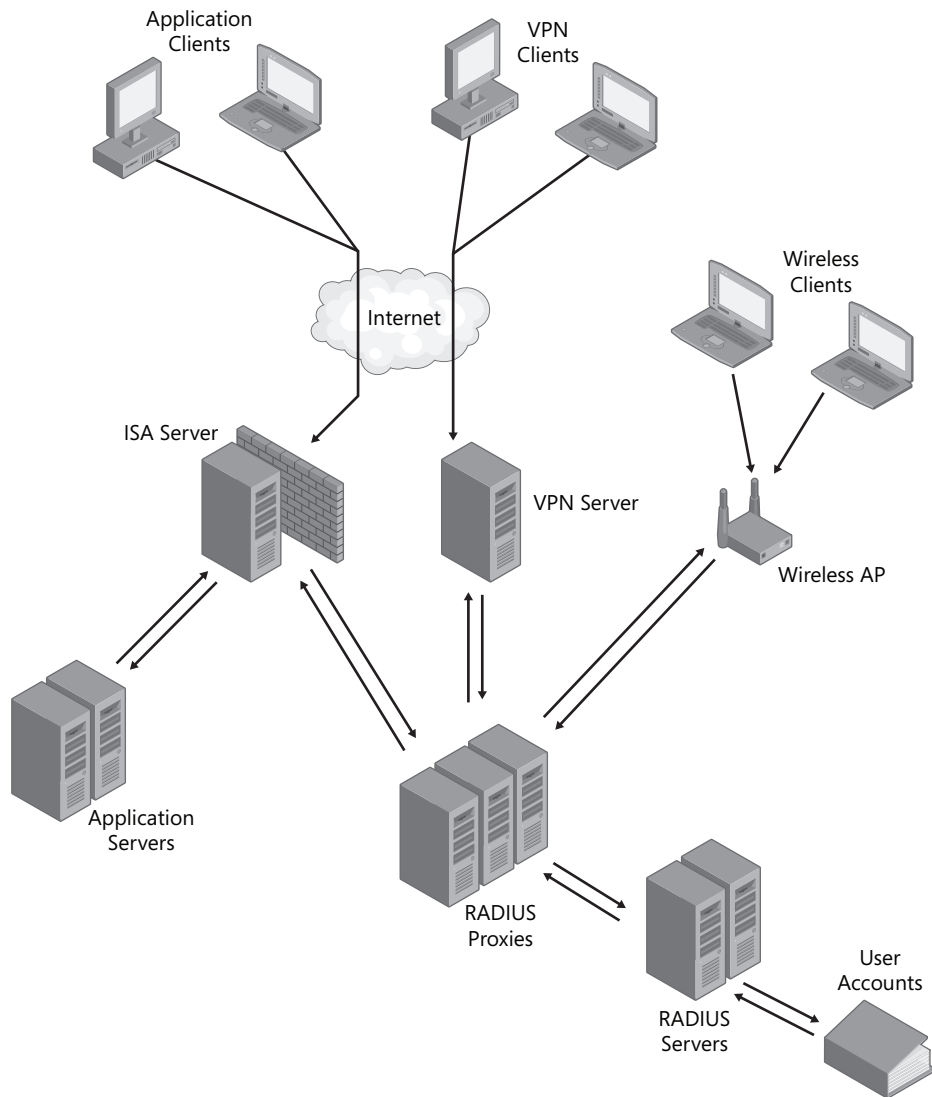 Application
Clients
VPN
Clients
Wireless
Clients
Internet
ISA Server
VPN Server
Wireless AP
Application
Servers
RADIUS
Proxies
User
Accounts
RADIUS
Servers